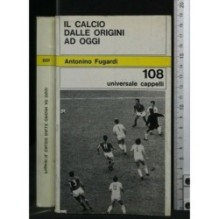 IL CALCIO
DALLE ORIGINI
AD OGGI
Antonino Fugardi
108
universale cappelli